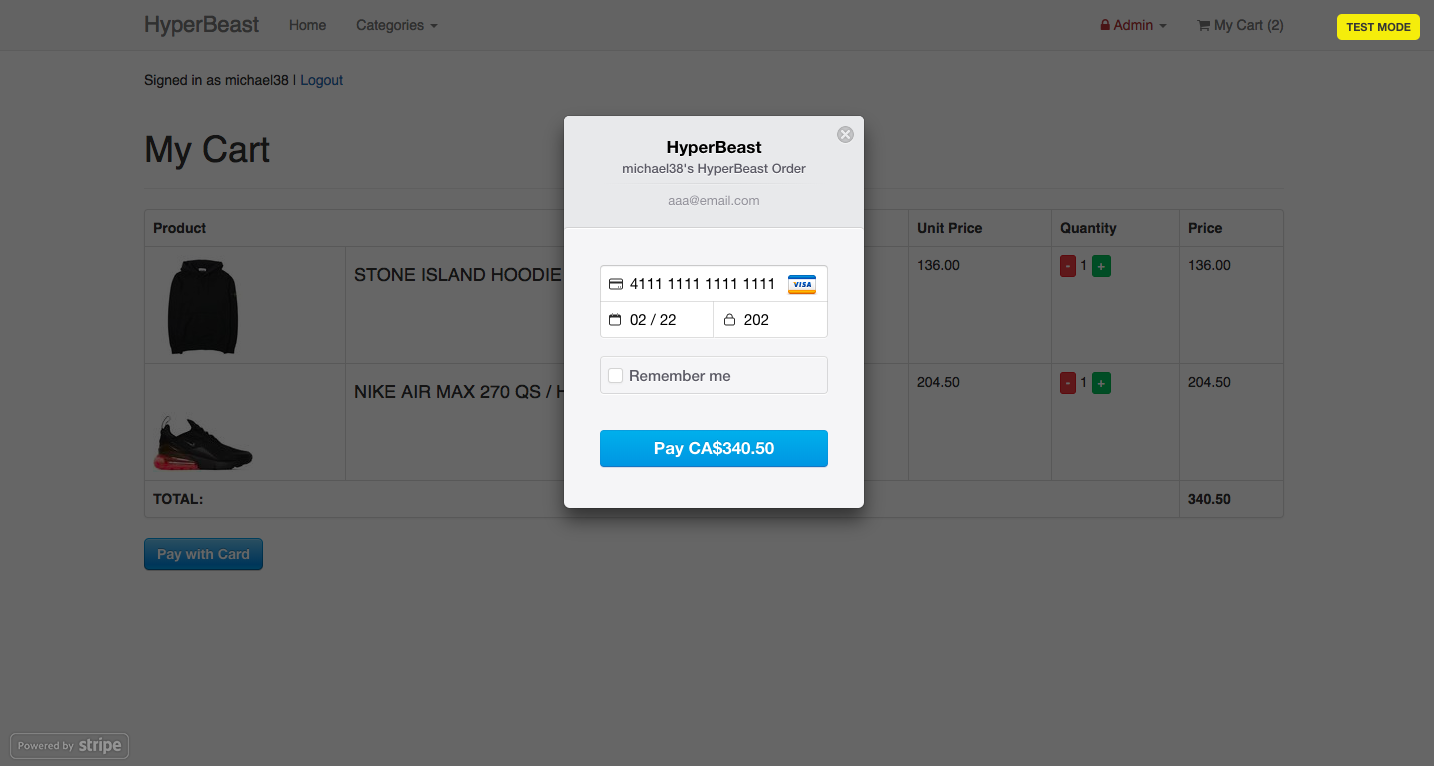 HyperBeast Home Categories Admin My Cart (2) TEST MODE
Signed in as michael38 | Logout
My Cart
HyperBeast
michael38's HyperBeast Order
aaa@email.com
Product Unit Price Quantity Price
STONE ISLAND HOODIE 136.00 - 1 + 136.00
4111 1111 1111 1111 VISA
02 / 22 202
Remember me
NIKE AIR MAX 270 QS / 204.50 - 1 + 204.50
Pay CA$340.50
TOTAL: 340.50
Pay with Card
Powered by stripe